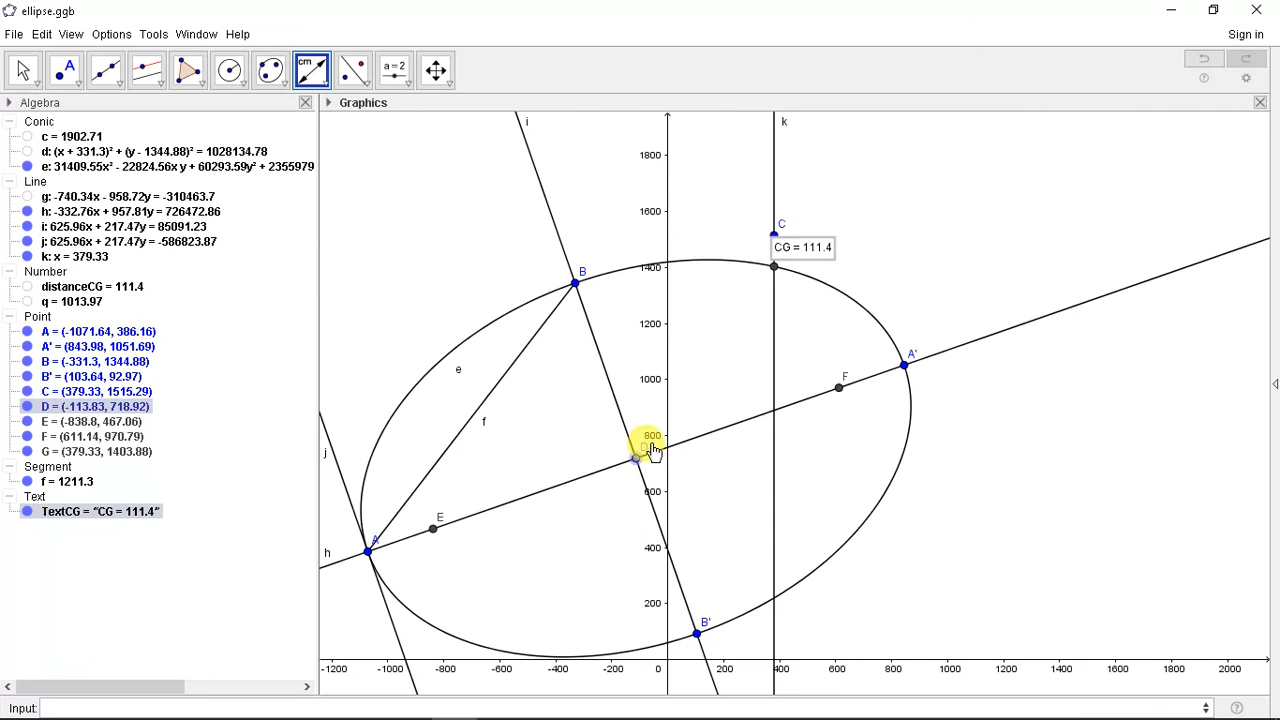 ellipse.ggb
File Edit View Options Tools Window Help
Sign in
A
cm
a = 2
Algebra
Graphics
Conic
c = 1902.71
d: (x + 331.3)² + (y - 1344.88)² = 1028134.78
e: 31409.55x² - 22824.56x y + 60293.59y² + 2355979
Line
g: -740.34x - 958.72y = -310463.7
h: -332.76x + 957.81y = 726472.86
i: 625.96x + 217.47y = 85091.23
j: 625.96x + 217.47y = -586823.87
k: x = 379.33
Number
distanceCG = 111.4
q = 1013.97
Point
A = (-1071.64, 386.16)
A' = (843.98, 1051.69)
B = (-331.3, 1344.88)
B' = (103.64, 92.97)
C = (379.33, 1515.29)
D = (-113.83, 718.92)
E = (-838.8, 467.06)
F = (611.14, 970.79)
G = (379.33, 1403.88)
Segment
f = 1211.3
Text
TextCG = "CG = 111.4"
i
k
1800
1600
C
CG = 111.4
1400
B
1200
A'
e
1000
F
f
800
D
j
600
E
A
h
400
200
B'
-1200 -1000 -800 -600 -400 -200 0 200 400 600 800 1000 1200 1400 1600 1800 2000
Input: